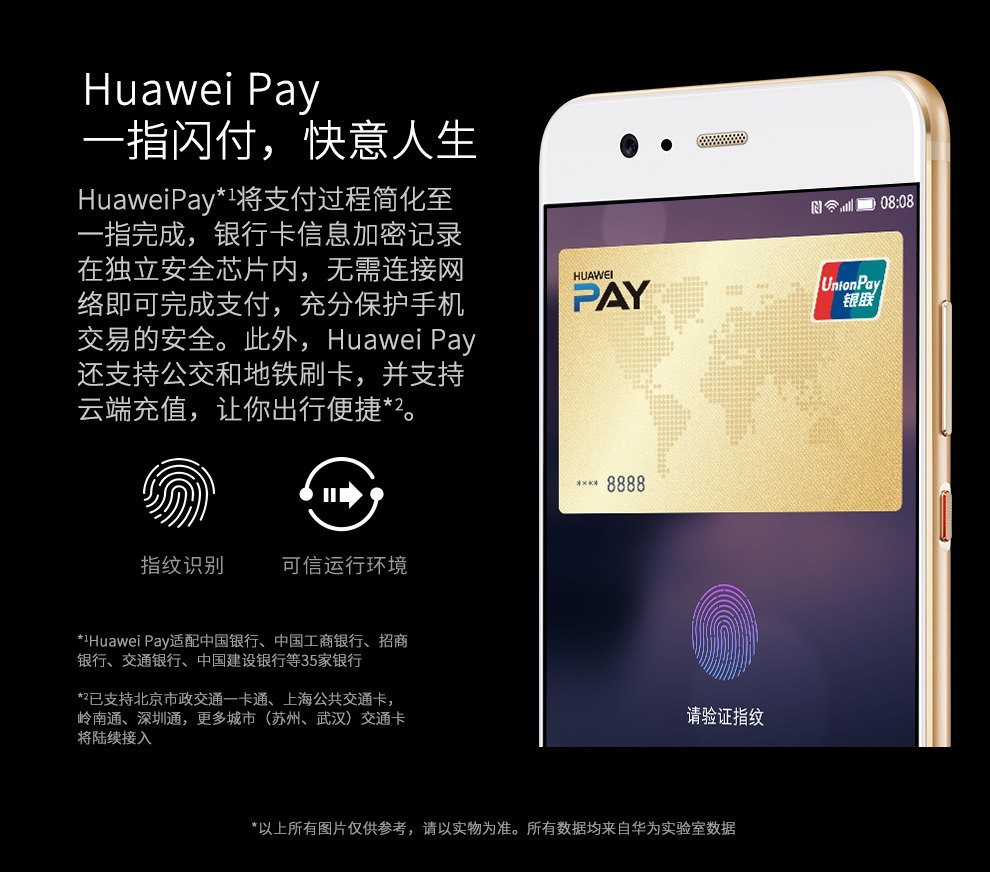 Huawei Pay
一指闪付，快意人生
HuaweiPay*¹将支付过程简化至
一指完成，银行卡信息加密记录
在独立安全芯片内，无需连接网
络即可完成支付，充分保护手机
交易的安全。此外，Huawei Pay
还支持公交和地铁刷卡，并支持
云端充值，让你出行便捷*²。
指纹识别
可信运行环境
*¹Huawei Pay适配中国银行、中国工商银行、招商
银行、交通银行、中国建设银行等35家银行
*²已支持北京市政交通一卡通、上海公共交通卡，
岭南通、深圳通，更多城市（苏州、武汉）交通卡
将陆续接入
08:08
HUAWEI
PAY
UnionPay
银联
**** 8888
请验证指纹
*以上所有图片仅供参考，请以实物为准。所有数据均来自华为实验室数据